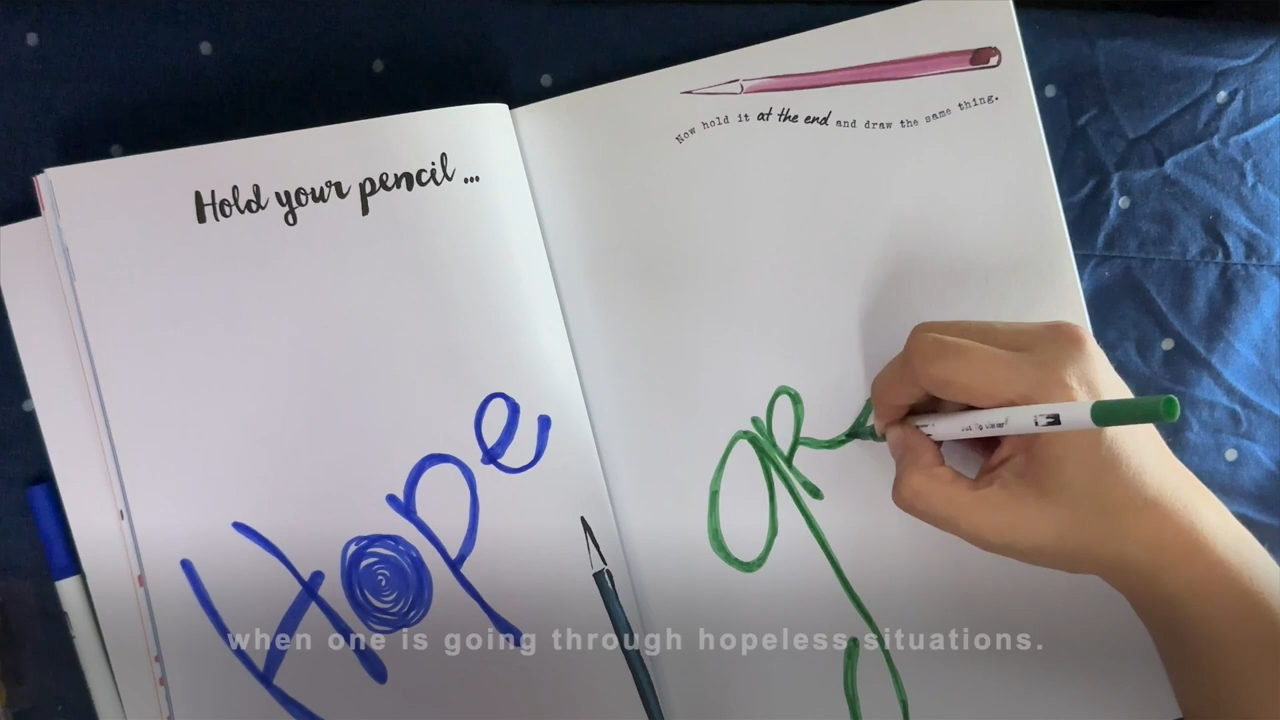 Hold your pencil ...
Hope
Now hold it at the end and draw the same thing.
gr
when one is going through hopeless situations.